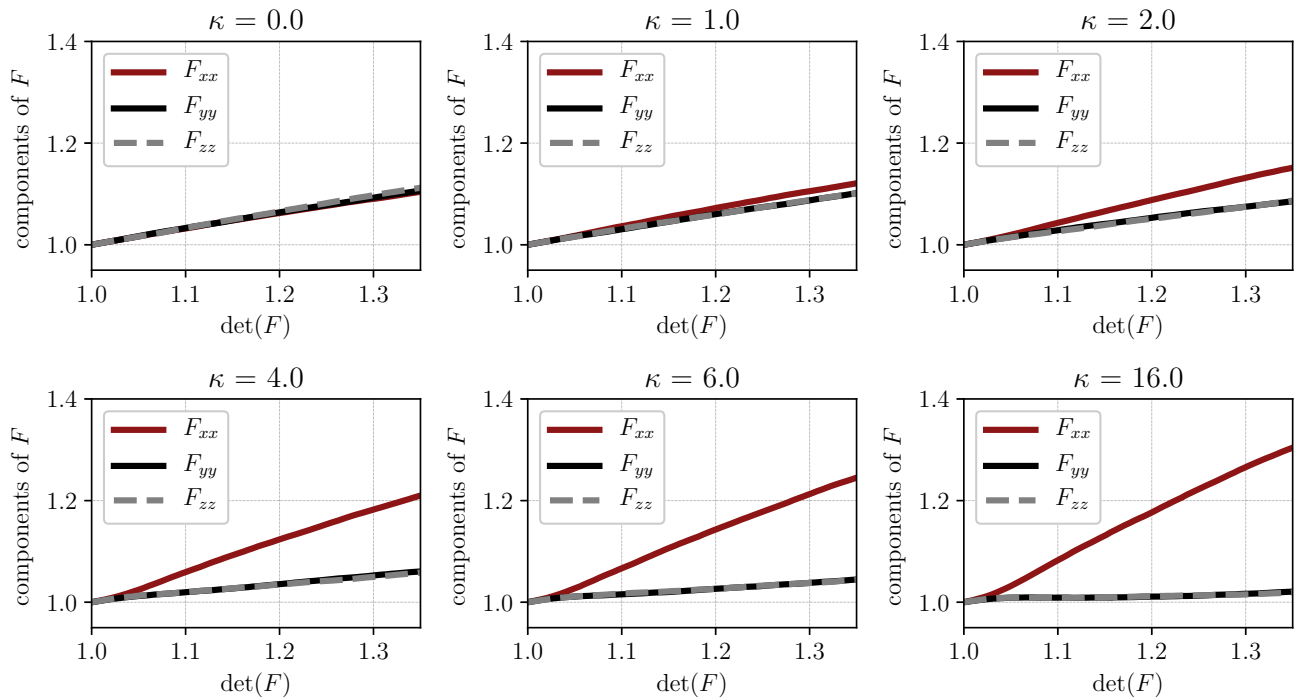 κ = 0.0
components of F
1.4
1.2
1.0
F_xx
F_yy
F_zz
1.0 1.1 1.2 1.3
det(F)
κ = 1.0
components of F
1.4
1.2
1.0
F_xx
F_yy
F_zz
1.0 1.1 1.2 1.3
det(F)
κ = 2.0
components of F
1.4
1.2
1.0
F_xx
F_yy
F_zz
1.0 1.1 1.2 1.3
det(F)
κ = 4.0
components of F
1.4
1.2
1.0
F_xx
F_yy
F_zz
1.0 1.1 1.2 1.3
det(F)
κ = 6.0
components of F
1.4
1.2
1.0
F_xx
F_yy
F_zz
1.0 1.1 1.2 1.3
det(F)
κ = 16.0
components of F
1.4
1.2
1.0
F_xx
F_yy
F_zz
1.0 1.1 1.2 1.3
det(F)